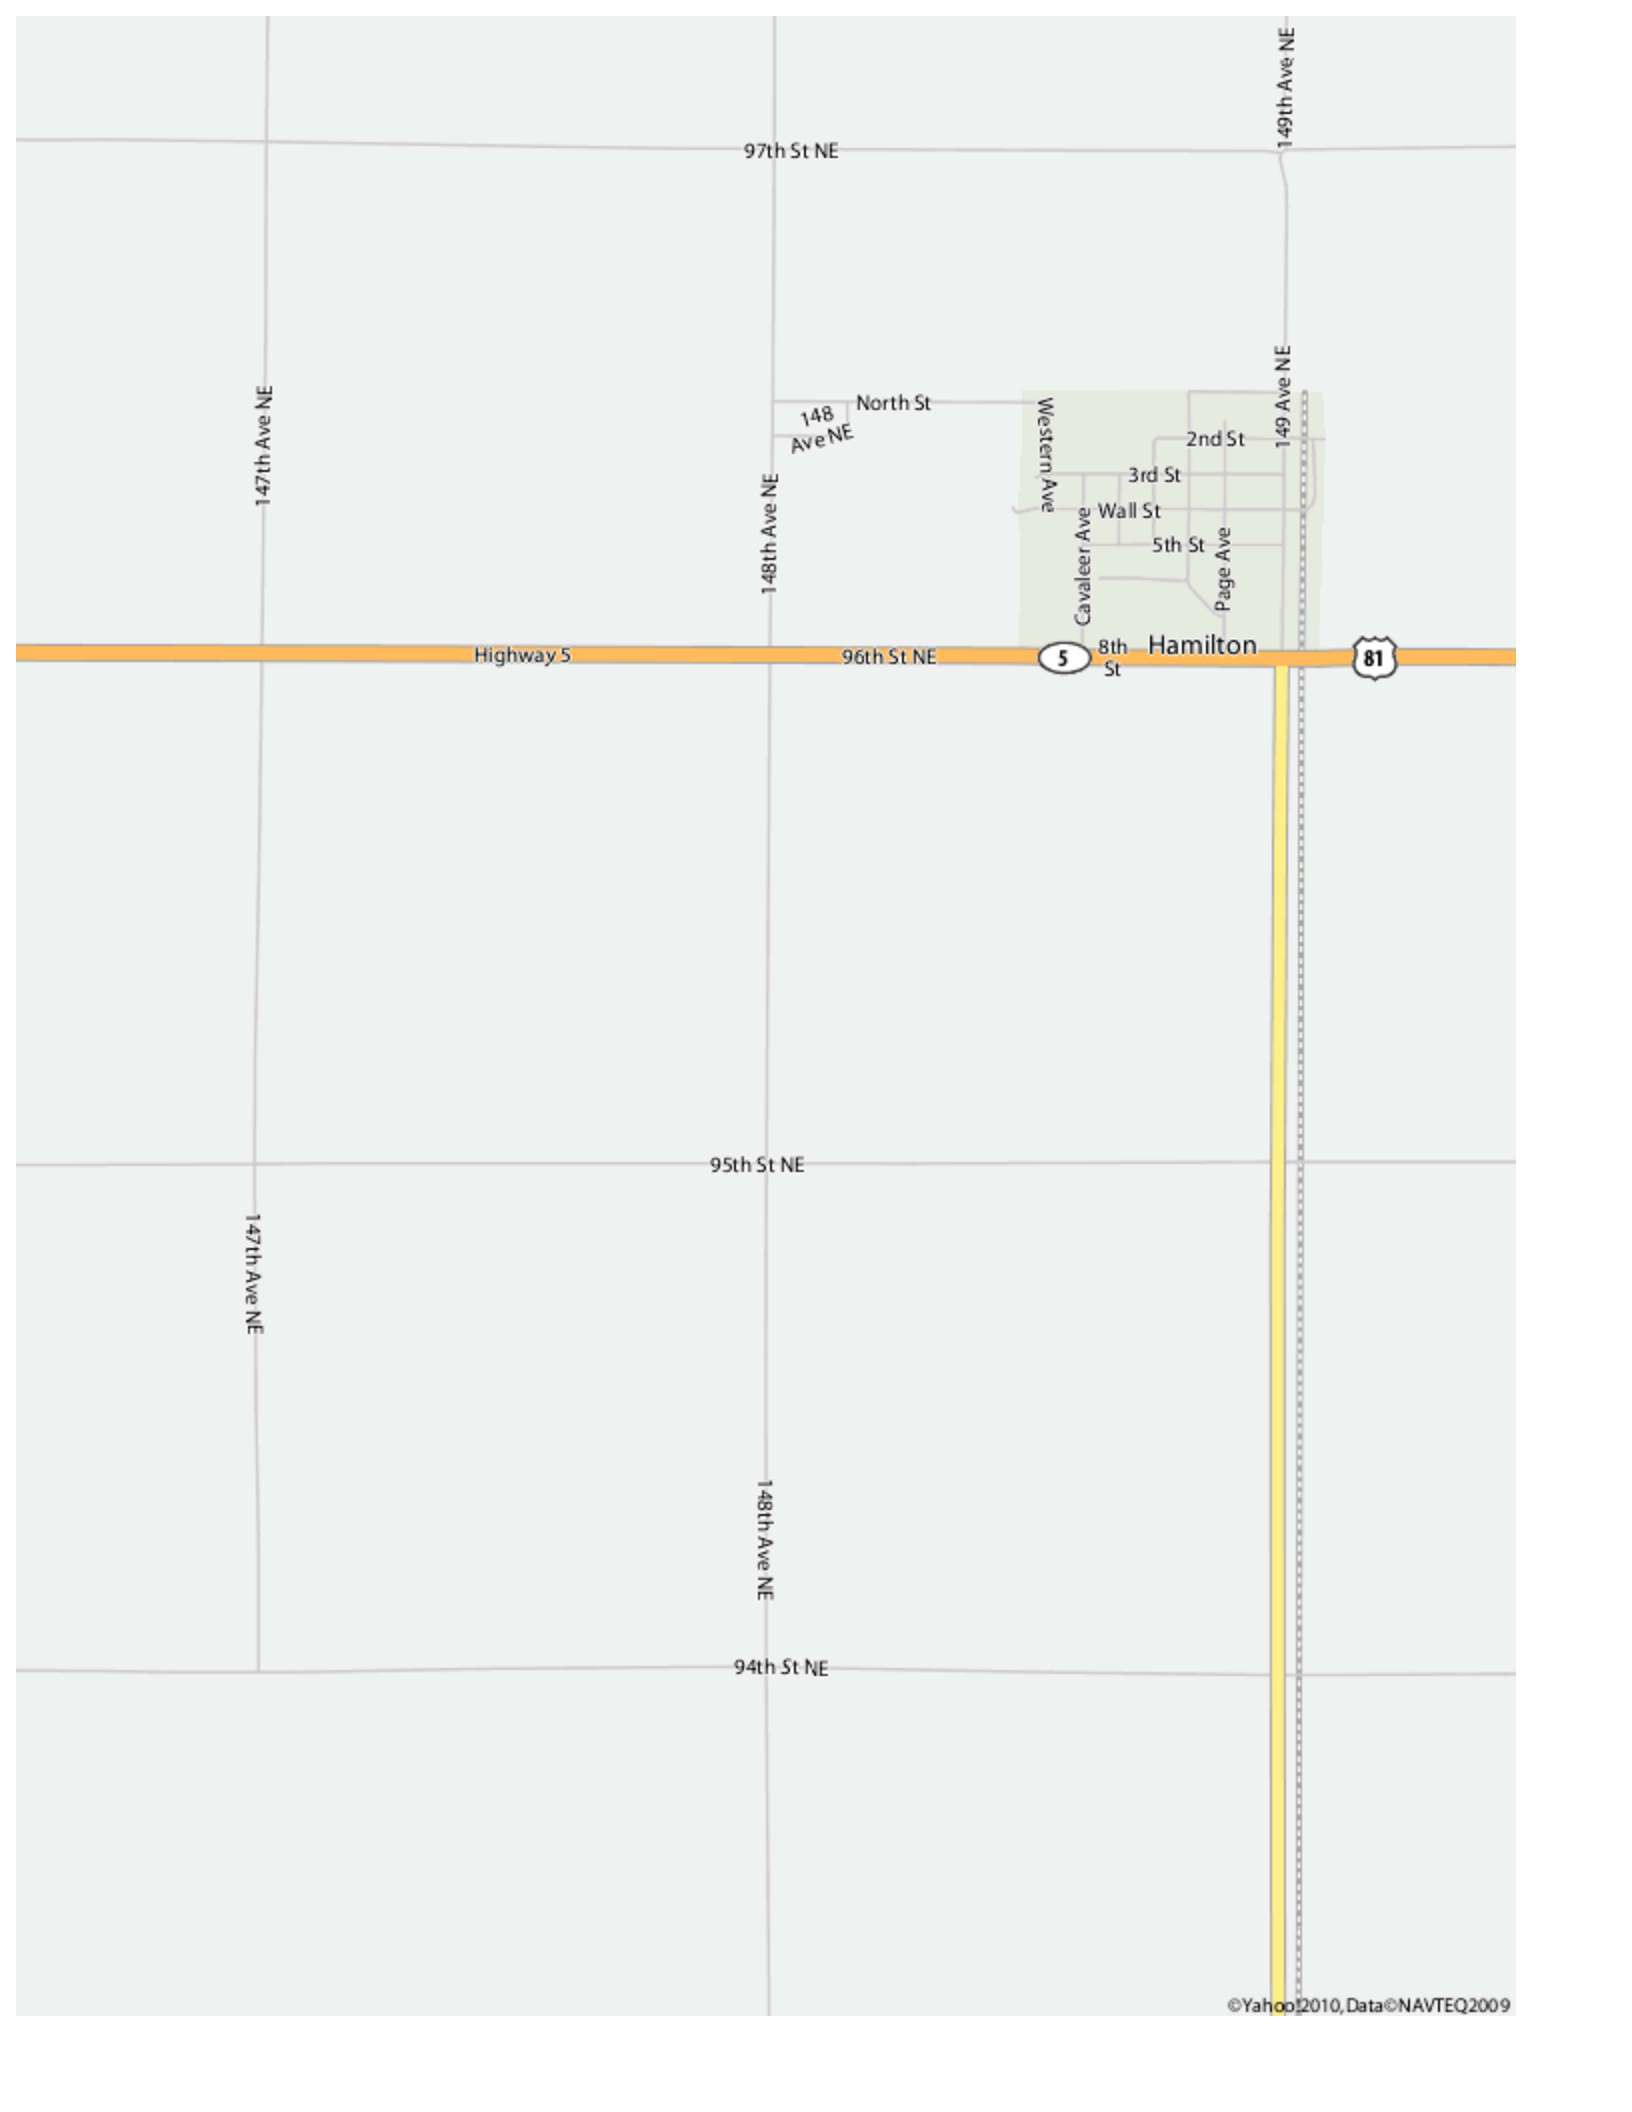 149th Ave NE
97th St NE
149 Ave NE
147th Ave NE
North St
148
Ave NE
Western Ave
2nd St
3rd St
148th Ave NE
Wall St
Cavaleer Ave
5th St
Page Ave
Highway 5
96th St NE
5
8th
St
Hamilton
81
95th St NE
147th Ave NE
148th Ave NE
94th St NE
©Yahoo!2010, Data©NAVTEQ2009